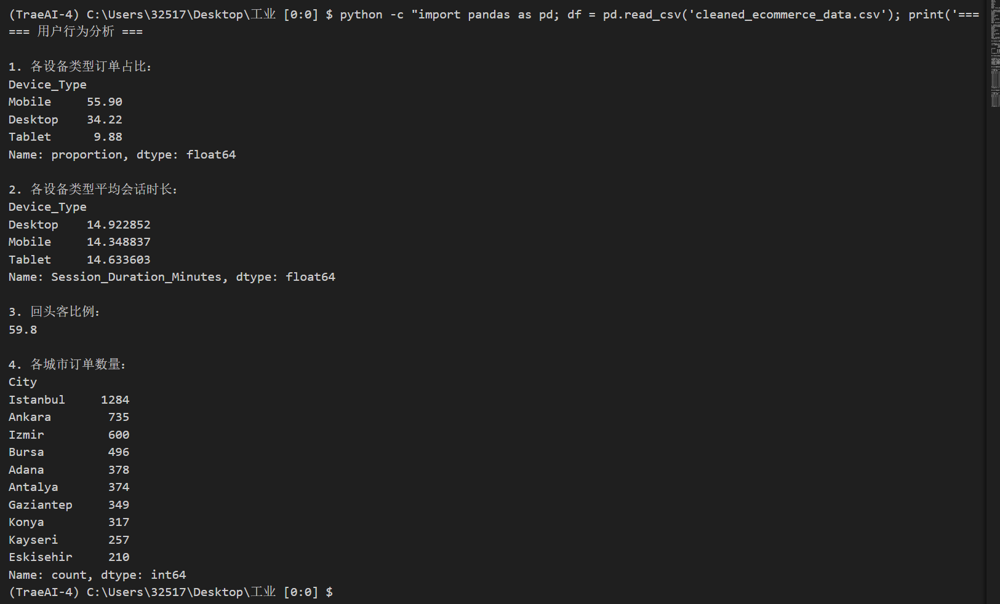 (TraeAI-4) C:\Users\32517\Desktop\工业 [0:0] $ python -c "import pandas as pd; df = pd.read_csv('cleaned_ecommerce_data.csv'); print('===
=== 用户行为分析 ===
1. 各设备类型订单占比:
Device_Type
Mobile     55.90
Desktop    34.22
Tablet      9.88
Name: proportion, dtype: float64
2. 各设备类型平均会话时长:
Device_Type
Desktop    14.922852
Mobile     14.348837
Tablet     14.633603
Name: Session_Duration_Minutes, dtype: float64
3. 回头客比例:
59.8
4. 各城市订单数量:
City
Istanbul     1284
Ankara        735
Izmir         600
Bursa         496
Adana         378
Antalya       374
Gaziantep     349
Konya         317
Kayseri       257
Eskisehir     210
Name: count, dtype: int64
(TraeAI-4) C:\Users\32517\Desktop\工业 [0:0] $